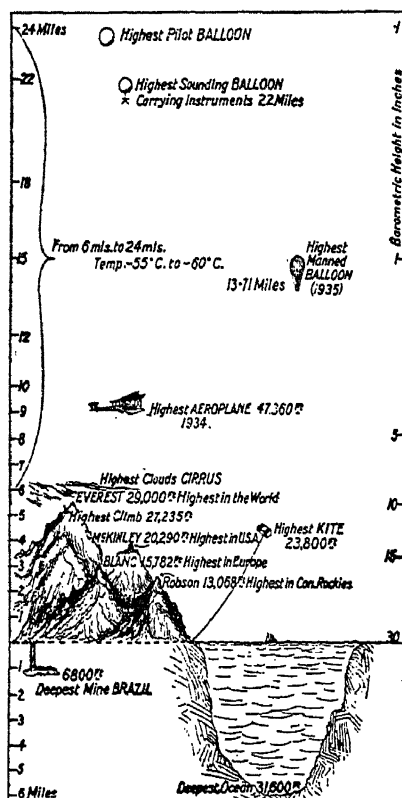 24 Miles
Highest Pilot BALLOON
22
Highest Sounding BALLOON
Carrying Instruments 22 Miles
18
Barometric Height in Inches
·1
From 6 mls. to 24 mls.
Temp.-55°C. to -60°C.
15
Highest
Manned
BALLOON
(1935)
13·71 Miles
1
12
10
9
8
7
6
5
4
3
2
1
Highest AEROPLANE 47,360 ft
1934.
5
Highest Clouds CIRRUS
EVEREST 29,000 ft Highest in the World
Highest Climb 27,235 ft
McKINLEY 20,290 ft Highest in USA
BLANC 15,782 ft Highest in Europe
Robson 13,068 ft Highest in Can. Rockies
10
Highest KITE
23,800 ft
15
30
6800 ft
Deepest Mine BRAZIL
1
2
3
4
5
6 Miles
Deepest Ocean 31,600 ft